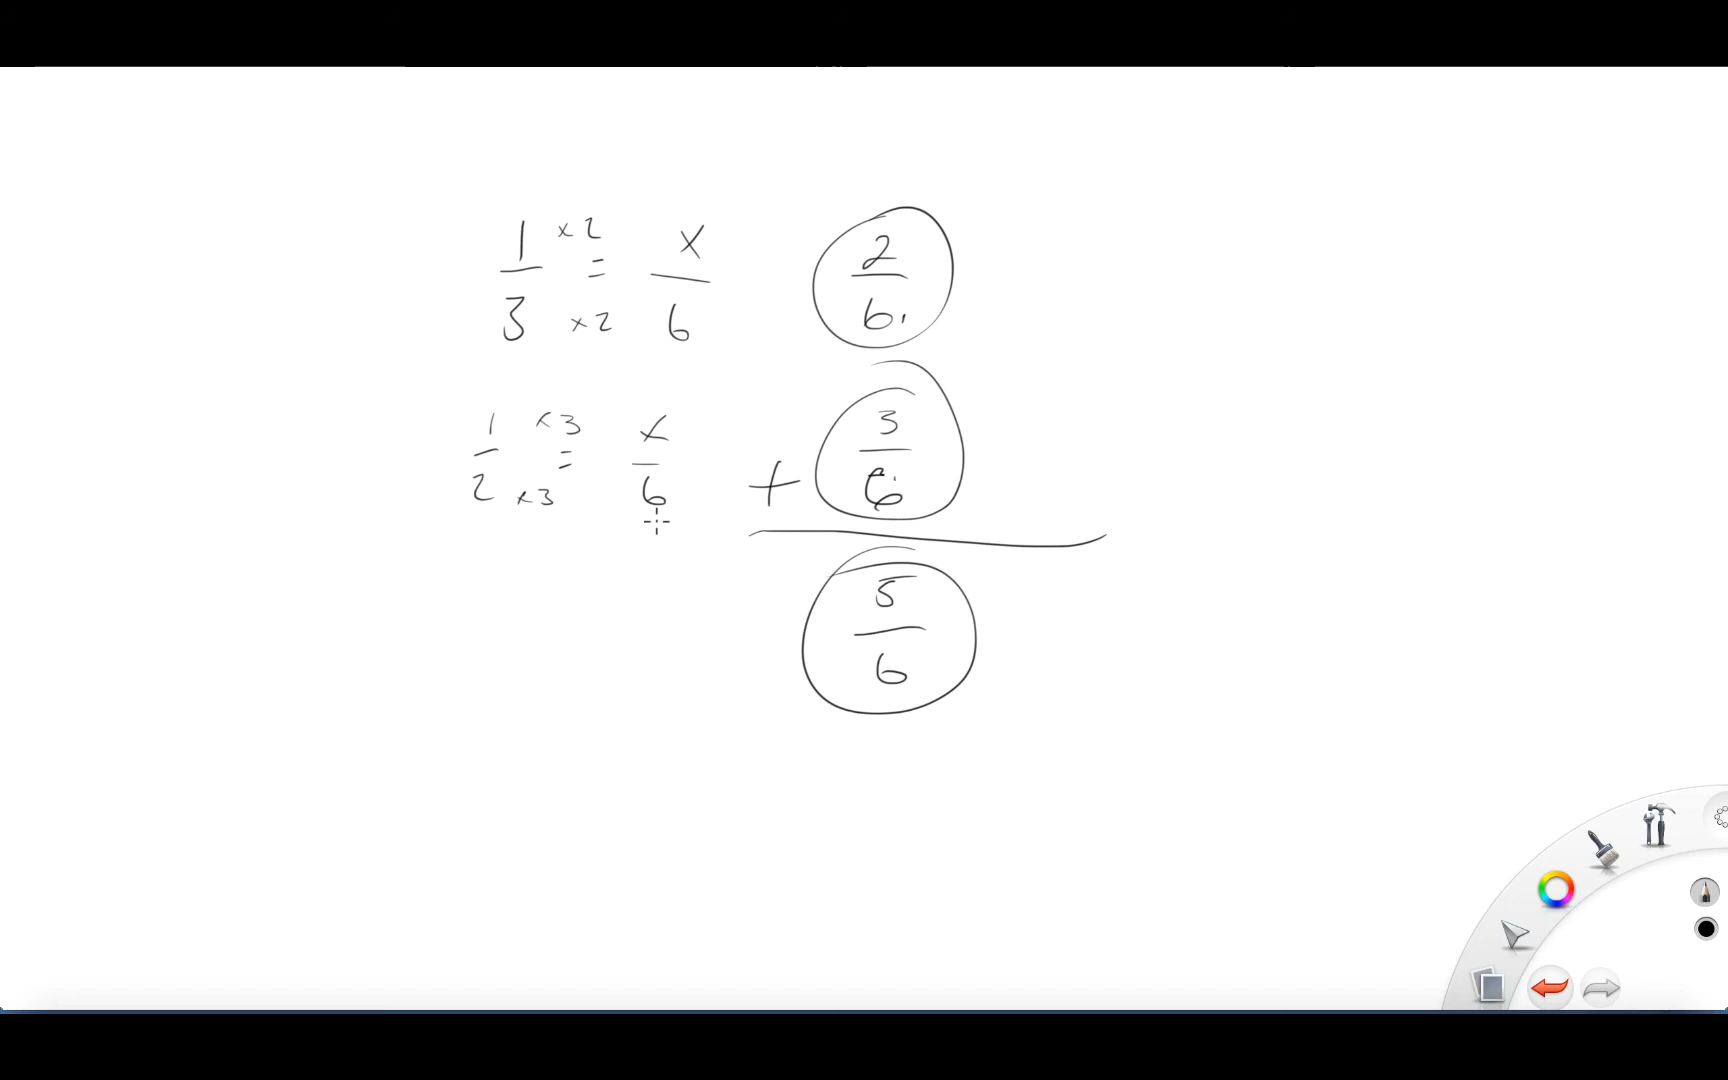 1/3 ×2 = ×2 x/6 2/6
1/2 ×3 = ×3 x/6 + 3/6
5/6